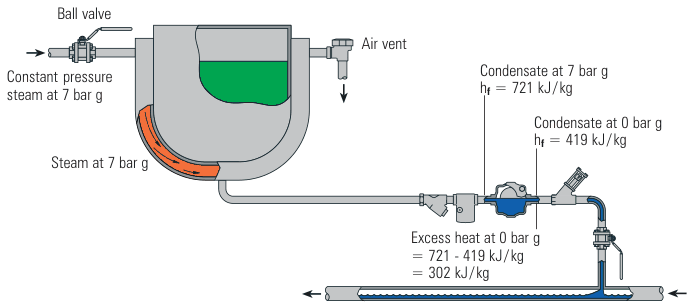 Ball valve
Air vent
Constant pressure
steam at 7 bar g
Condensate at 7 bar g
hf = 721 kJ/kg
Condensate at 0 bar g
hf = 419 kJ/kg
Steam at 7 bar g
Excess heat at 0 bar g
= 721 - 419 kJ/kg
= 302 kJ/kg